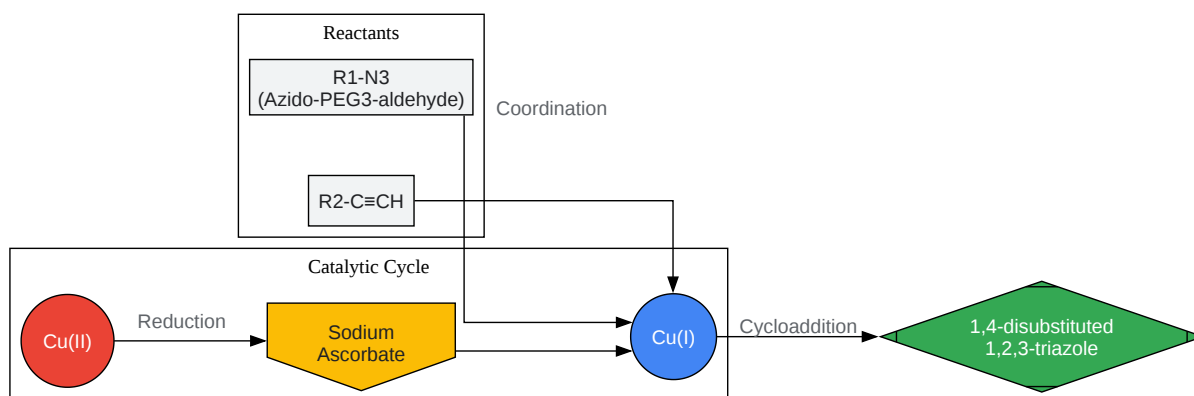 Reactants
R1-N3
(Azido-PEG3-aldehyde)
Coordination
R2-C≡CH
Catalytic Cycle
Cu(II)
Reduction
Sodium
Ascorbate
Cu(I)
Cycloaddition
1,4-disubstituted
1,2,3-triazole